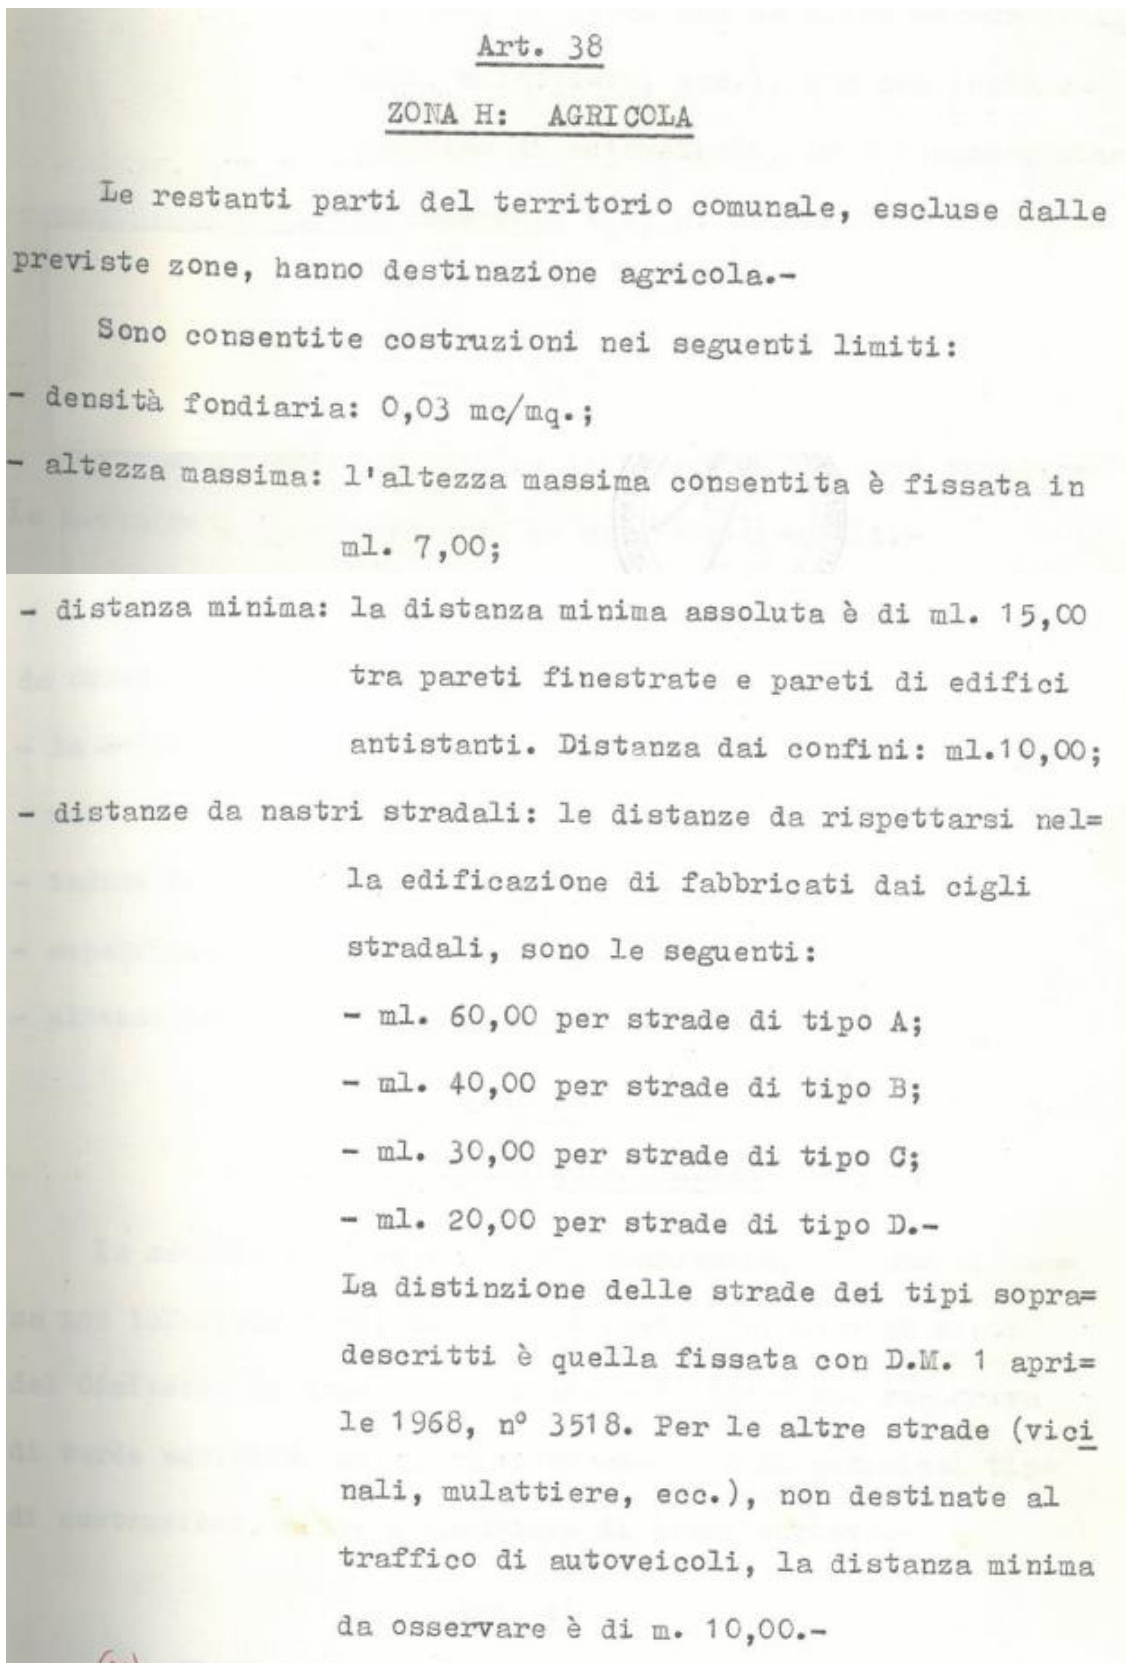 Art. 38
ZONA H: AGRICOLA
Le restanti parti del territorio comunale, escluse dalle
previste zone, hanno destinazione agricola.-
Sono consentite costruzioni nei seguenti limiti:
- densità fondiaria: 0,03 mc/mq.;
- altezza massima: l'altezza massima consentita è fissata in
ml. 7,00;
- distanza minima: la distanza minima assoluta è di ml. 15,00
tra pareti finestrate e pareti di edifici
antistanti. Distanza dai confini: ml.10,00;
- distanze da nastri stradali: le distanze da rispettarsi nel=
la edificazione di fabbricati dai cigli
stradali, sono le seguenti:
- ml. 60,00 per strade di tipo A;
- ml. 40,00 per strade di tipo B;
- ml. 30,00 per strade di tipo C;
- ml. 20,00 per strade di tipo D.-
La distinzione delle strade dei tipi sopra=
descritti è quella fissata con D.M. 1 apri=
le 1968, n° 3518. Per le altre strade (vici
nali, mulattiere, ecc.), non destinate al
traffico di autoveicoli, la distanza minima
da osservare è di m. 10,00.-